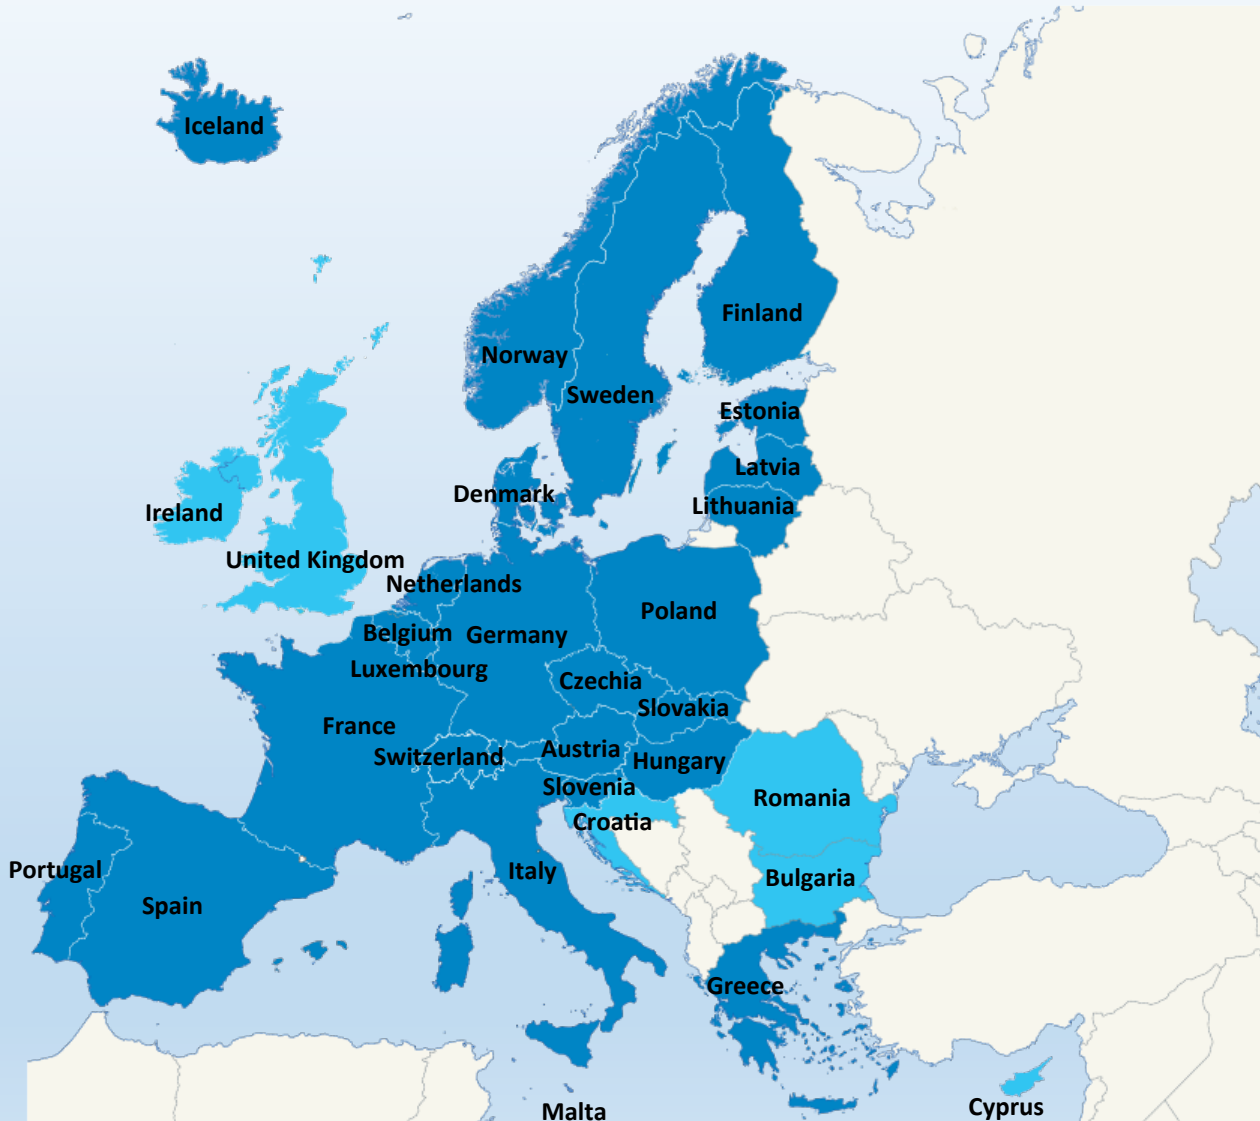 Iceland
Finland
Norway
Sweden
Estonia
Latvia
Denmark
Lithuania
Ireland
United Kingdom
Netherlands
Poland
Belgium
Germany
Luxembourg
Czechia
Slovakia
France
Austria
Switzerland
Hungary
Slovenia
Romania
Croatia
Portugal
Italy
Bulgaria
Spain
Greece
Malta
Cyprus